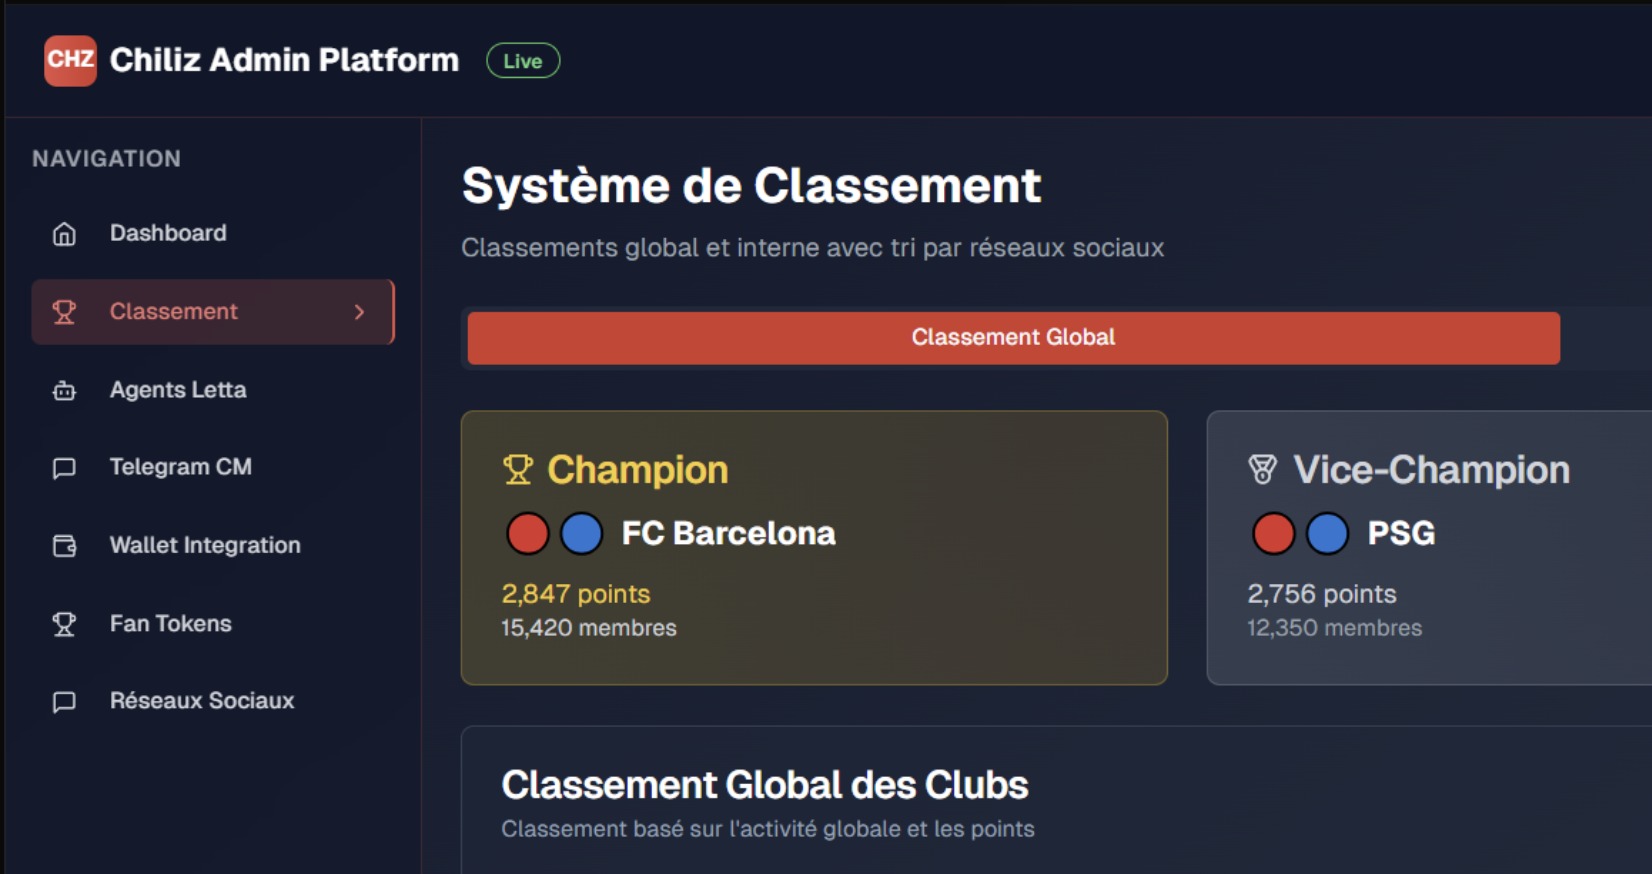 CHZ Chiliz Admin Platform Live
NAVIGATION
Dashboard
Classement
Agents Letta
Telegram CM
Wallet Integration
Fan Tokens
Réseaux Sociaux
Système de Classement
Classements global et interne avec tri par réseaux sociaux
Classement Global
Champion
FC Barcelona
2,847 points
15,420 membres
Vice-Champion
PSG
2,756 points
12,350 membres
Classement Global des Clubs
Classement basé sur l'activité globale et les points